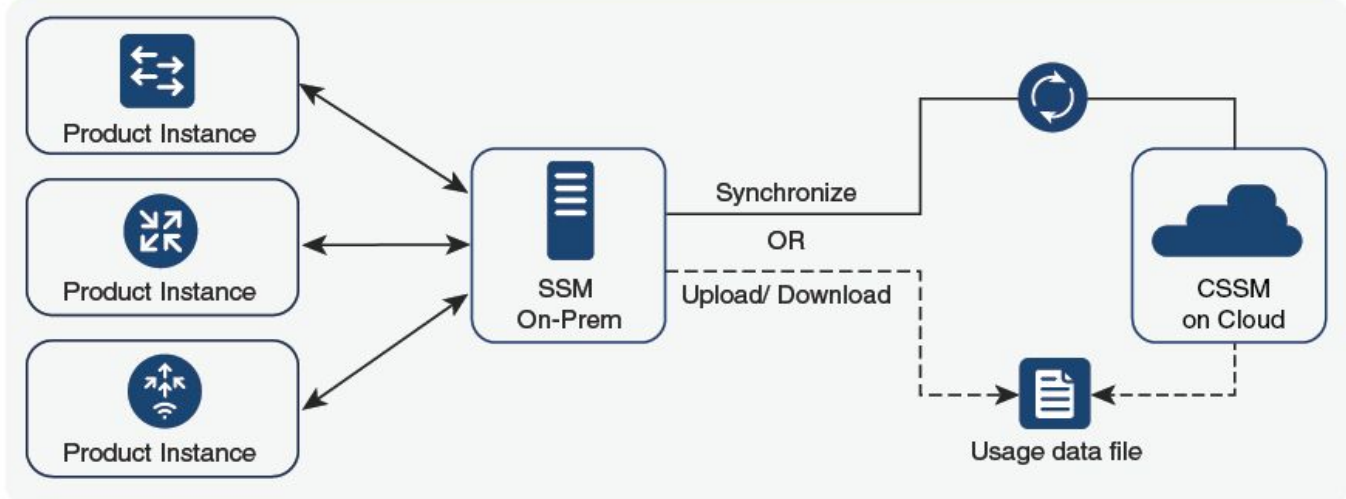 Product Instance
Product Instance
Product Instance
SSM
On-Prem
Synchronize
OR
Upload/ Download
CSSM
on Cloud
Usage data file